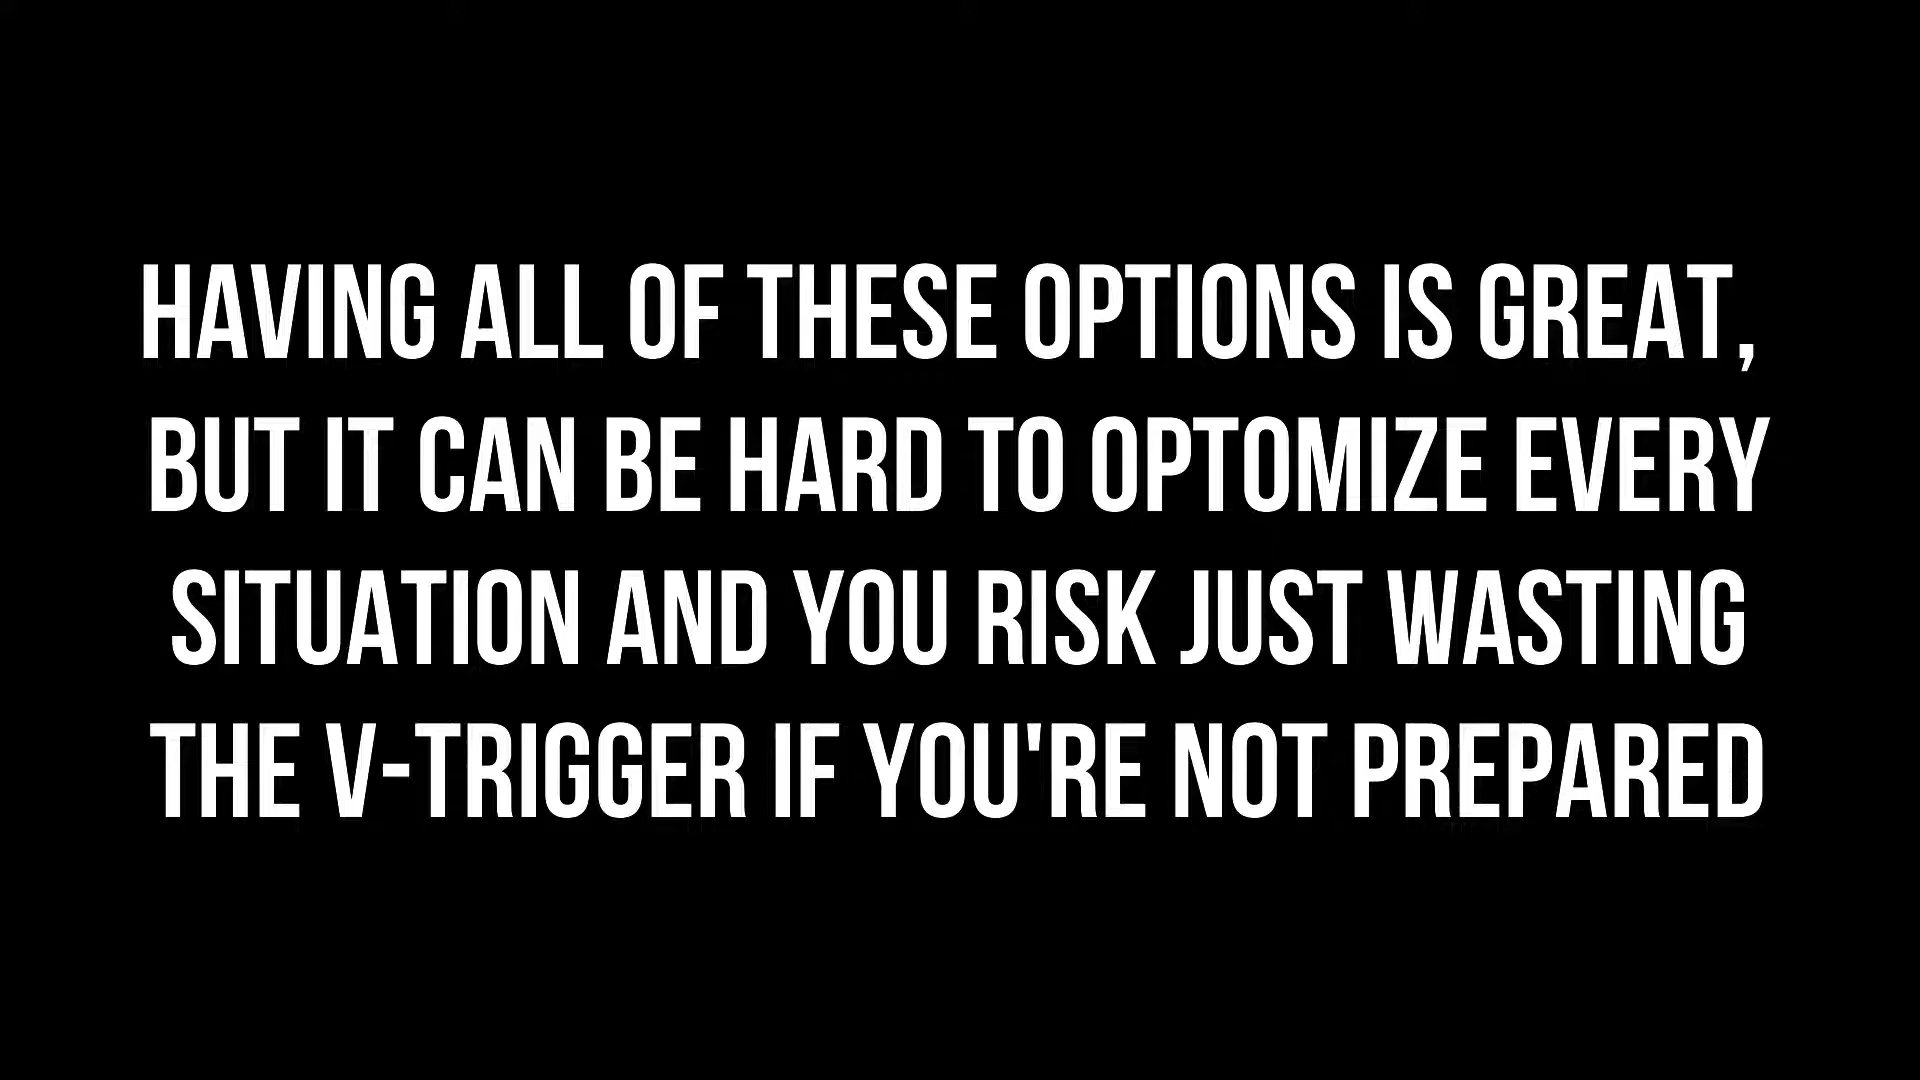 HAVING ALL OF THESE OPTIONS IS GREAT,
BUT IT CAN BE HARD TO OPTOMIZE EVERY
SITUATION AND YOU RISK JUST WASTING
THE V-TRIGGER IF YOU'RE NOT PREPARED